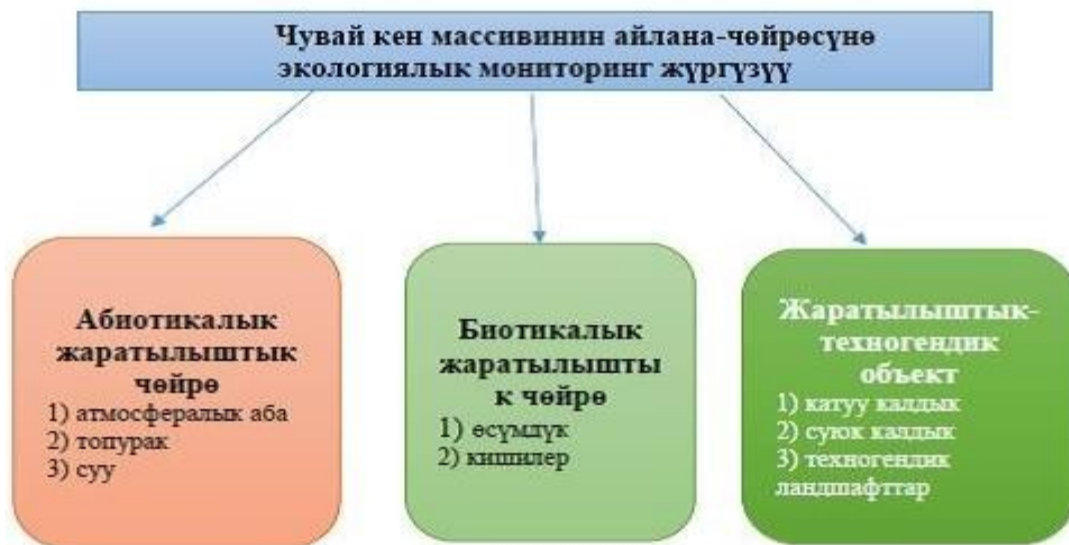 Чувай кен массивинин айлана-чөйрөсүнө
экологиялык мониторинг жүргүзүү
Абиотикалык
жаратылыштык
чөйрө
1) атмосфералык аба
2) топурак
3) суу
Биотикалык
жаратылышты
к чөйрө
1) өсүмдүк
2) кишилер
Жаратылыштык-
техногендик
объект
1) катуу калдык
2) суюк калдык
3) техногендик
ландшафттар